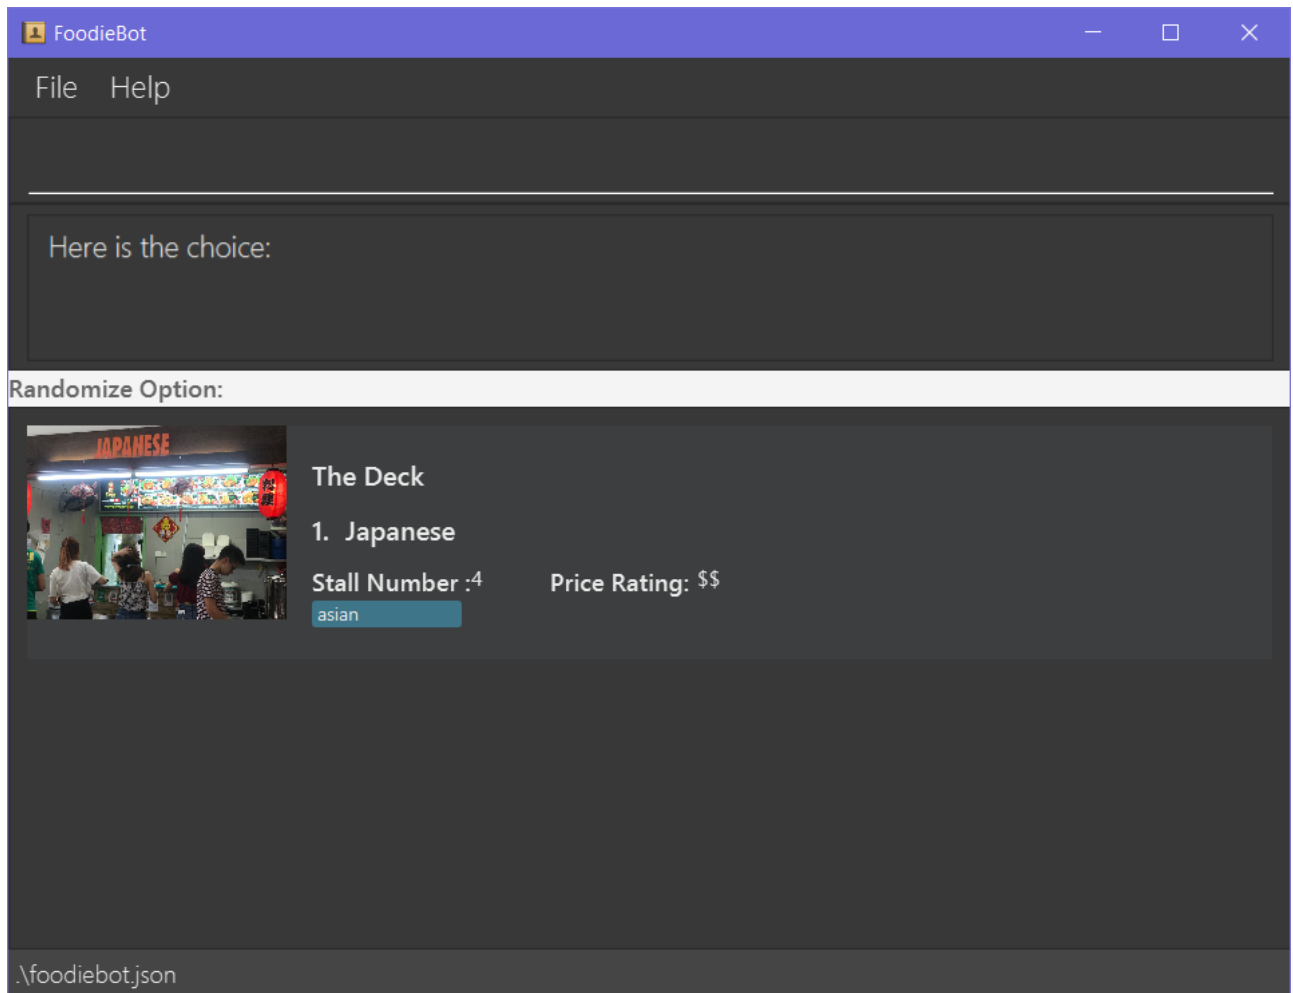 FoodieBot
File Help
Here is the choice:
Randomize Option:
JAPANESE
The Deck
1. Japanese
Stall Number :4 Price Rating: $$
asian
.\foodiebot.json